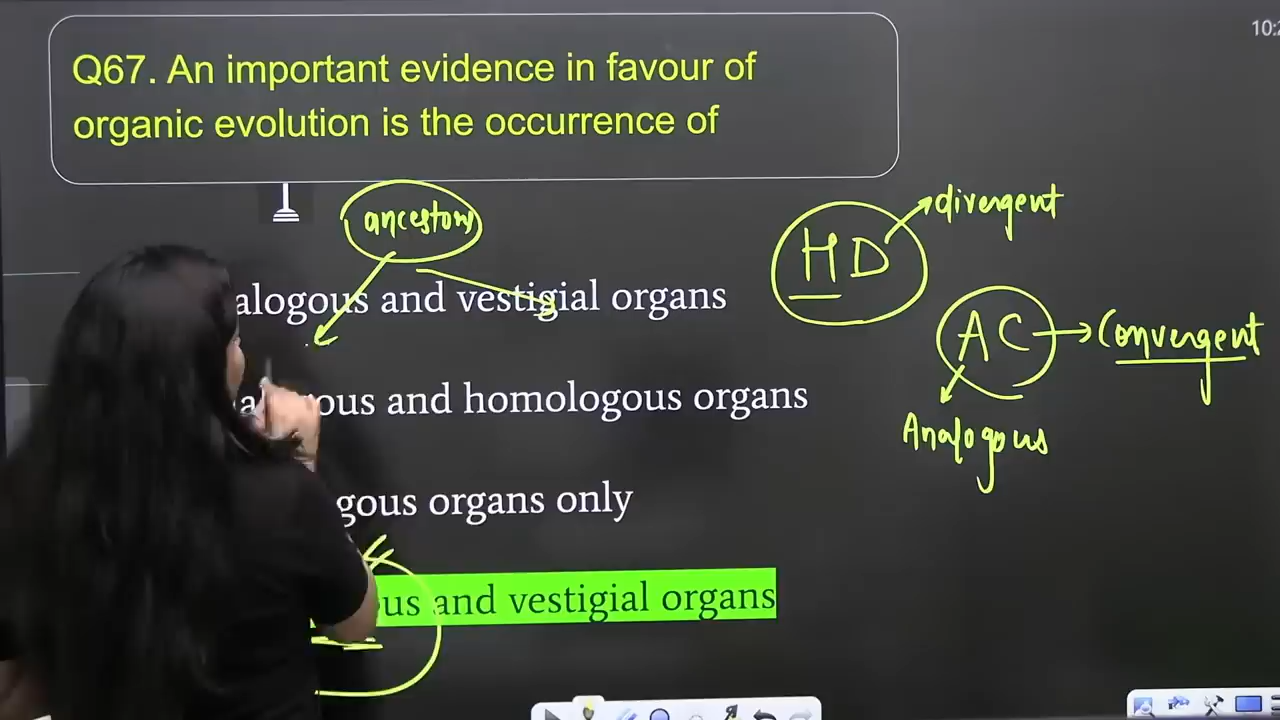 10:2
Q67. An important evidence in favour of
organic evolution is the occurrence of
ancestory
divergent
HD
alogous and vestigial organs
AC
Convergent
ous and homologous organs
Analogous
gous organs only
ous and vestigial organs